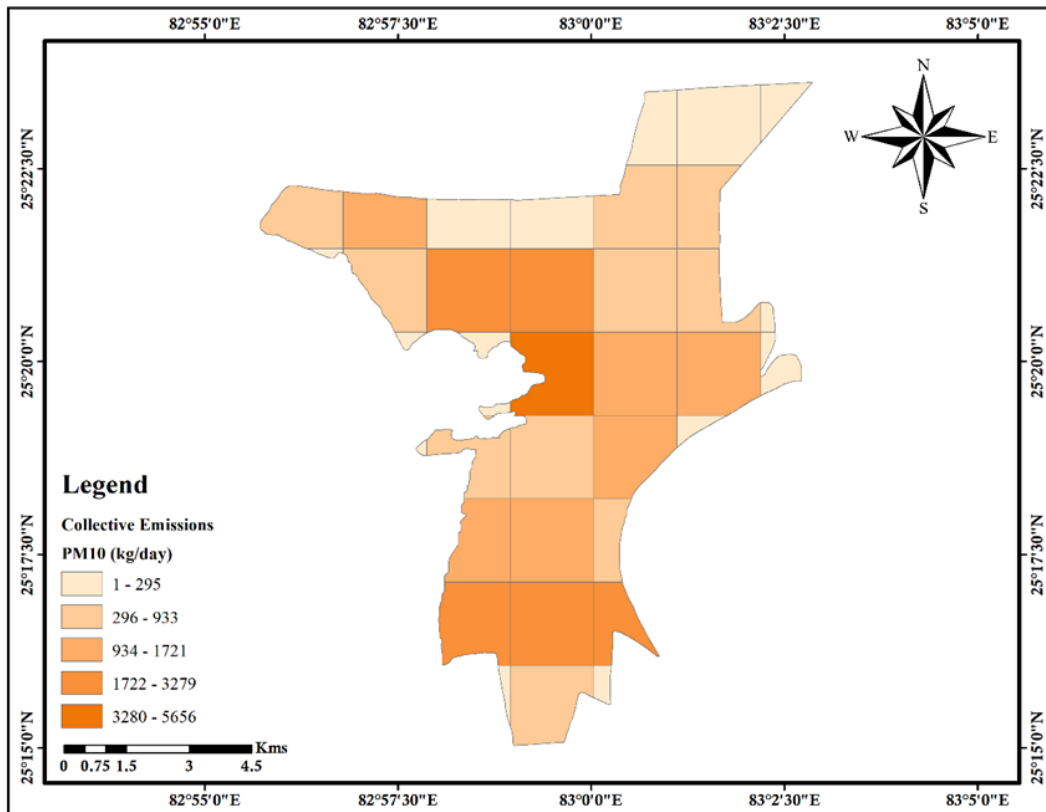 82°55'0"E 82°57'30"E 83°0'0"E 83°2'30"E 83°5'0"E
N
W E
S
25°22'30"N 25°22'30"N
25°20'0"N 25°20'0"N
25°17'30"N 25°17'30"N
25°15'0"N 25°15'0"N
Legend
Collective Emissions
PM10 (kg/day)
1 - 295
296 - 933
934 - 1721
1722 - 3279
3280 - 5656
Kms
0 0.75 1.5 3 4.5
82°55'0"E 82°57'30"E 83°0'0"E 83°2'30"E 83°5'0"E